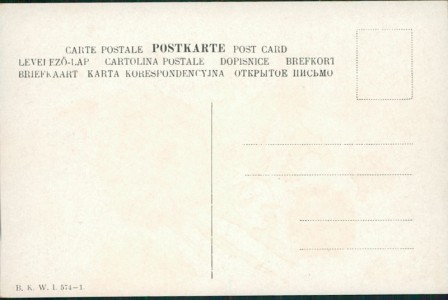 CARTE POSTALE POSTKARTE POST CARD
LEVELEZŐ-LAP CARTOLINA POSTALE DOPISNICE BREFKORT
BRIEFKAART KARTA KORESPONDENCYJNA ОТКРЫТОЕ ПИСЬМО
B. K. W. I. 574-1